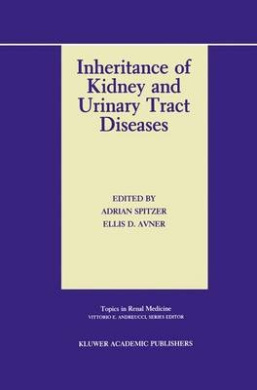 Inheritance of
Kidney and
Urinary Tract
Diseases
EDITED BY
ADRIAN SPITZER
ELLIS D. AVNER
Topics in Renal Medicine
VITTORIO E. ANDREUCCI, SERIES EDITOR
KLUWER ACADEMIC PUBLISHERS